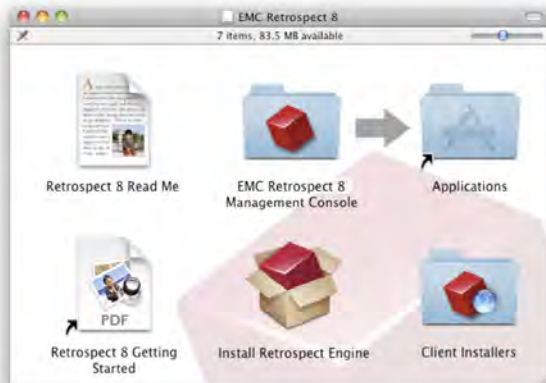 EMC Retrospect 8
7 items, 83.5 MB available
Retrospect 8 Read Me
EMC Retrospect 8
Management Console
Applications
PDF
Retrospect 8 Getting
Started
Install Retrospect Engine
Client Installers